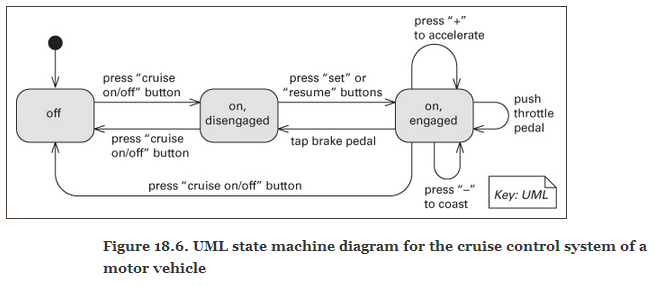 press “+”
to accelerate
press “cruise
on/off” button
press “set” or
“resume” buttons
off
on,
disengaged
on,
engaged
push
throttle
pedal
press “cruise
on/off” button
tap brake pedal
press “cruise on/off” button
press “–”
to coast
Key: UML
Figure 18.6. UML state machine diagram for the cruise control system of a
motor vehicle